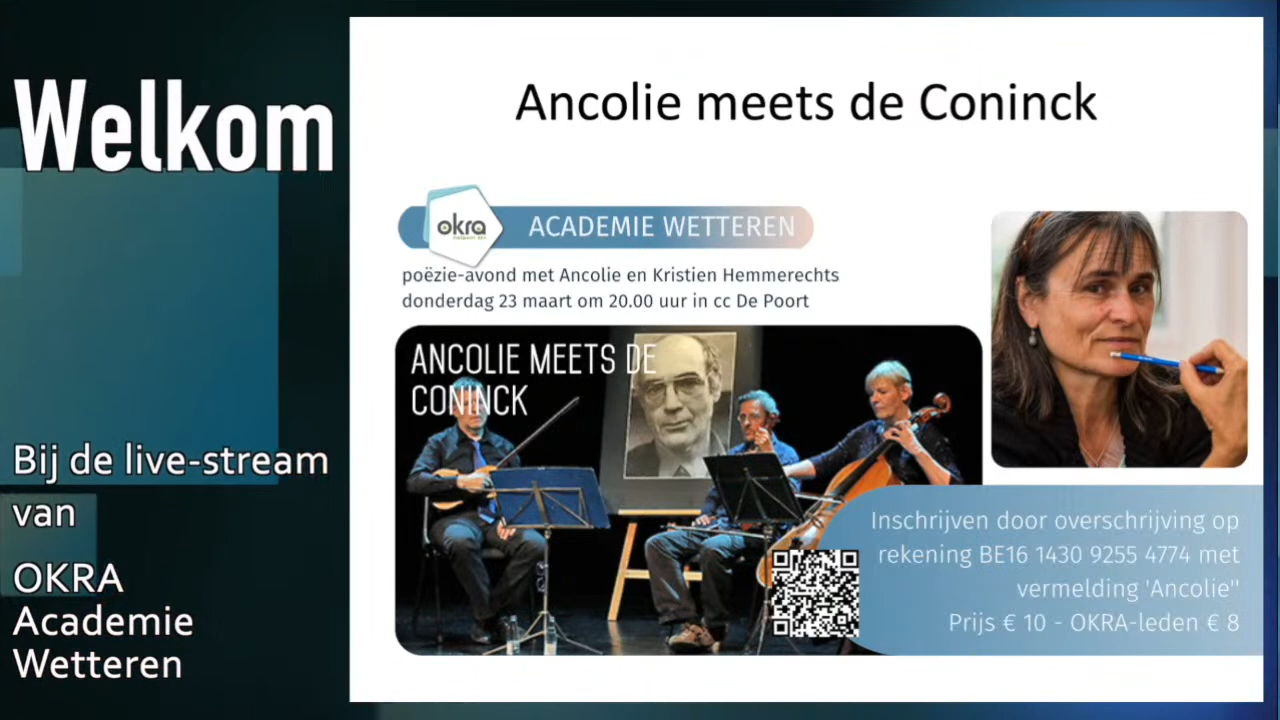 Welkom
Bij de live-stream
van
OKRA
Academie
Wetteren
Ancolie meets de Coninck
okra
ACADEMIE WETTEREN
poëzie-avond met Ancolie en Kristien Hemmerechts
donderdag 23 maart om 20.00 uur in cc De Poort
ANCOLIE MEETS DE
CONINCK
Inschrijven door overschrijving op
rekening BE16 1430 9255 4774 met
vermelding 'Ancolie"
Prijs € 10 - OKRA-leden € 8